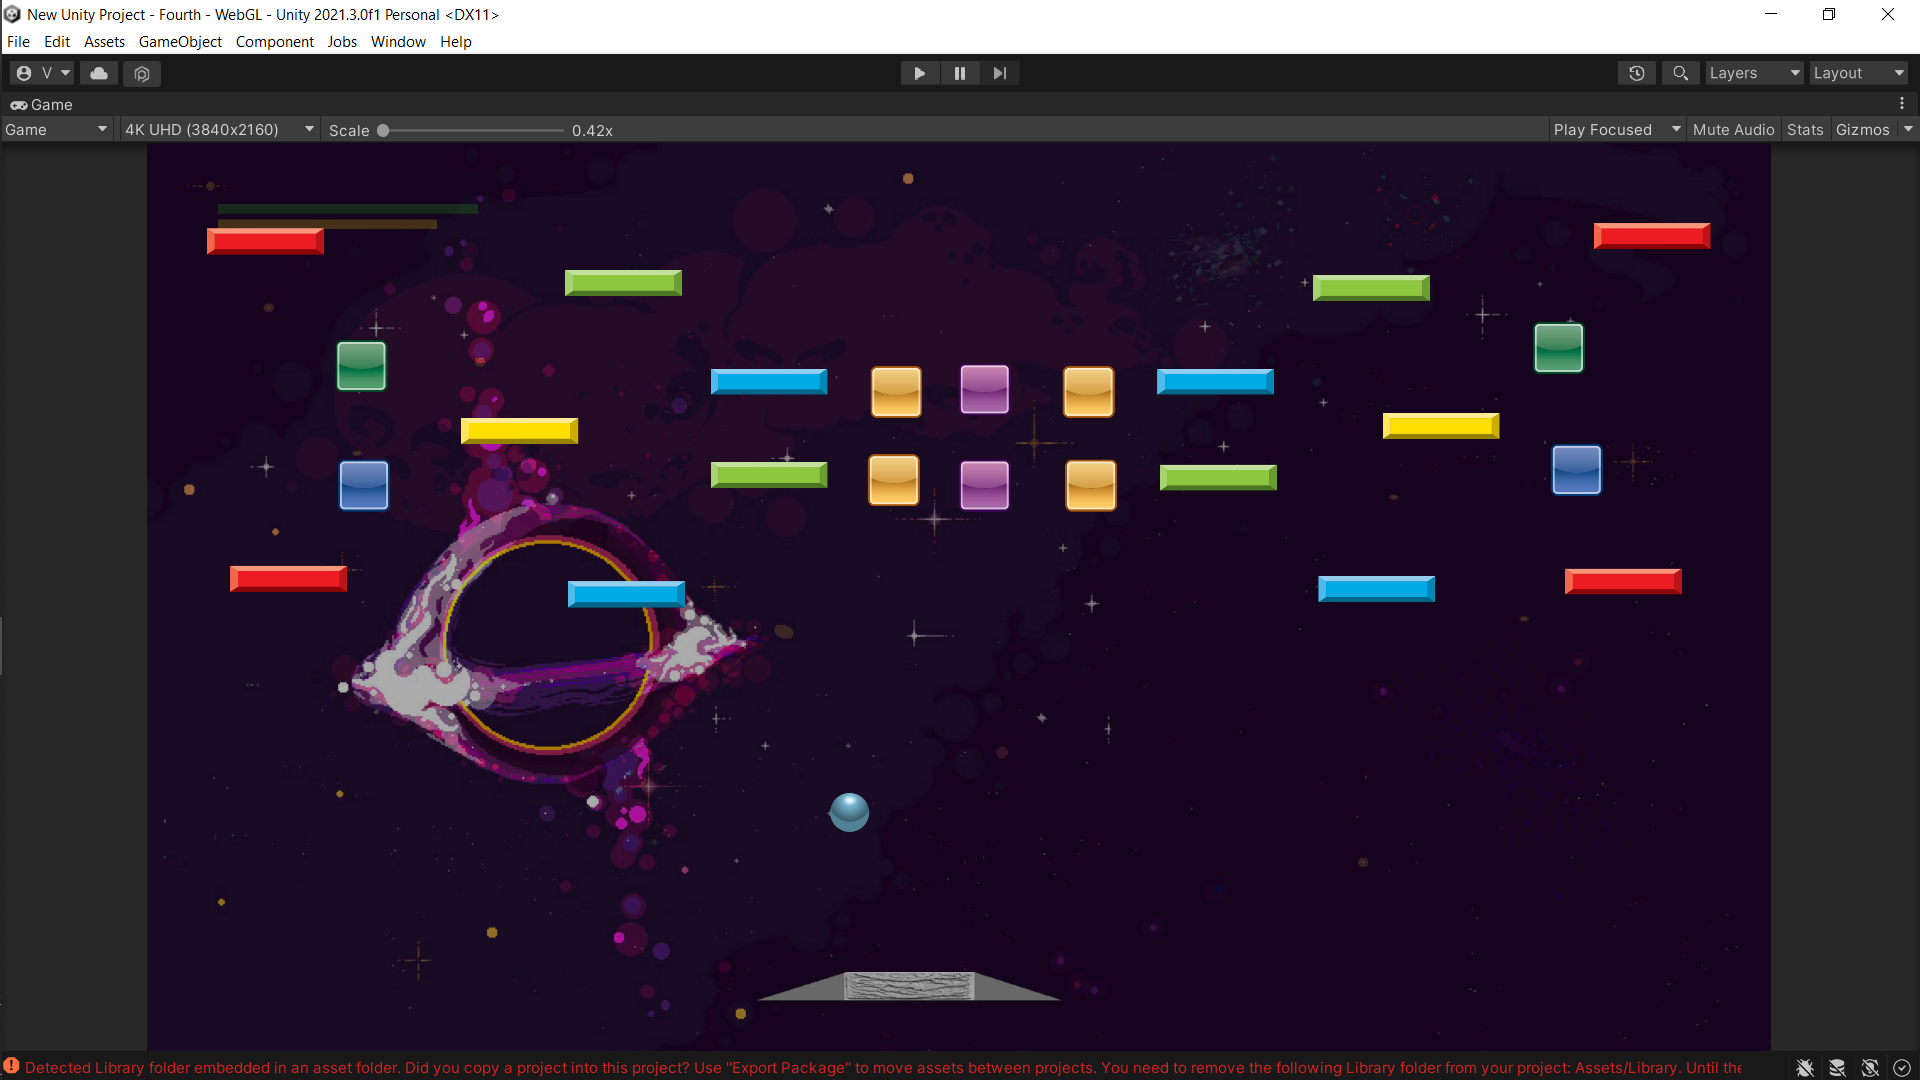 New Unity Project - Fourth - WebGL - Unity 2021.3.0f1 Personal <DX11>
File Edit Assets GameObject Component Jobs Window Help
V Layers Layout
Game
Game 4K UHD (3840x2160) Scale 0.42x Play Focused Mute Audio Stats Gizmos
Detected Library folder embedded in an asset folder. Did you copy a project into this project? Use "Export Package" to move assets between projects. You need to remove the following Library folder from your project: Assets/Library. Until the